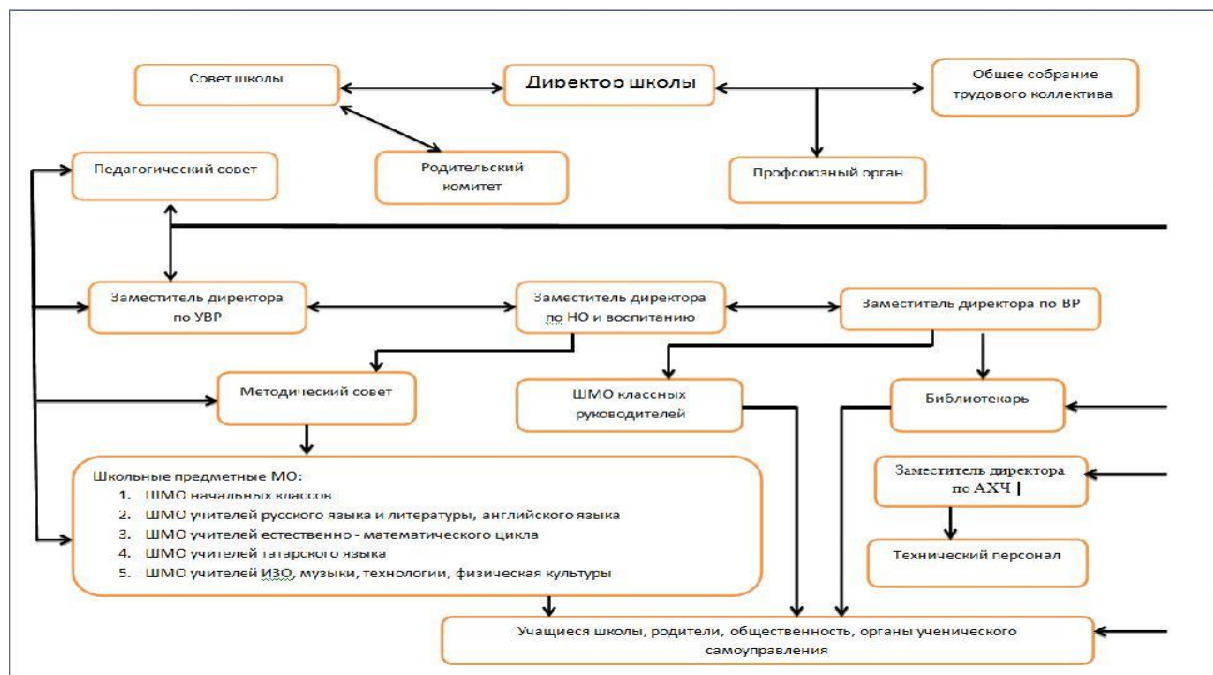 Совет школы
Директор школы
Общее собрание
трудового коллектива
Педагогический совет
Родительский
комитет
Профсоюзный орган
Заместитель директора
по УВР
Заместитель директора
по НО и воспитанию
Заместитель директора по ВР
Методический совет
ШМО классных
руководителей
Библиотекарь
Школьные предметные МО:
1. ШМО начальных классов
2. ШМО учителей русского языка и литературы, английского языка
3. ШМО учителей естественно - математического цикла
4. ШМО учителей татарского языка
5. ШМО учителей ИЗО, музыки, технологии, физическая культуры
Заместитель директора
по АХЧ
Технический персонал
Учащиеся школы, родители, общественность, органы ученического
самоуправления